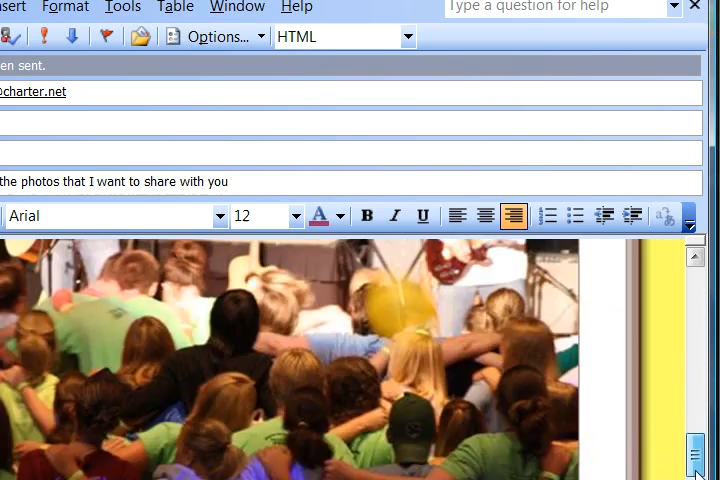 Format Tools Table Window Help Type a question for help
Options... HTML
en sent.
@charter.net
the photos that I want to share with you
Arial 12 A B I U